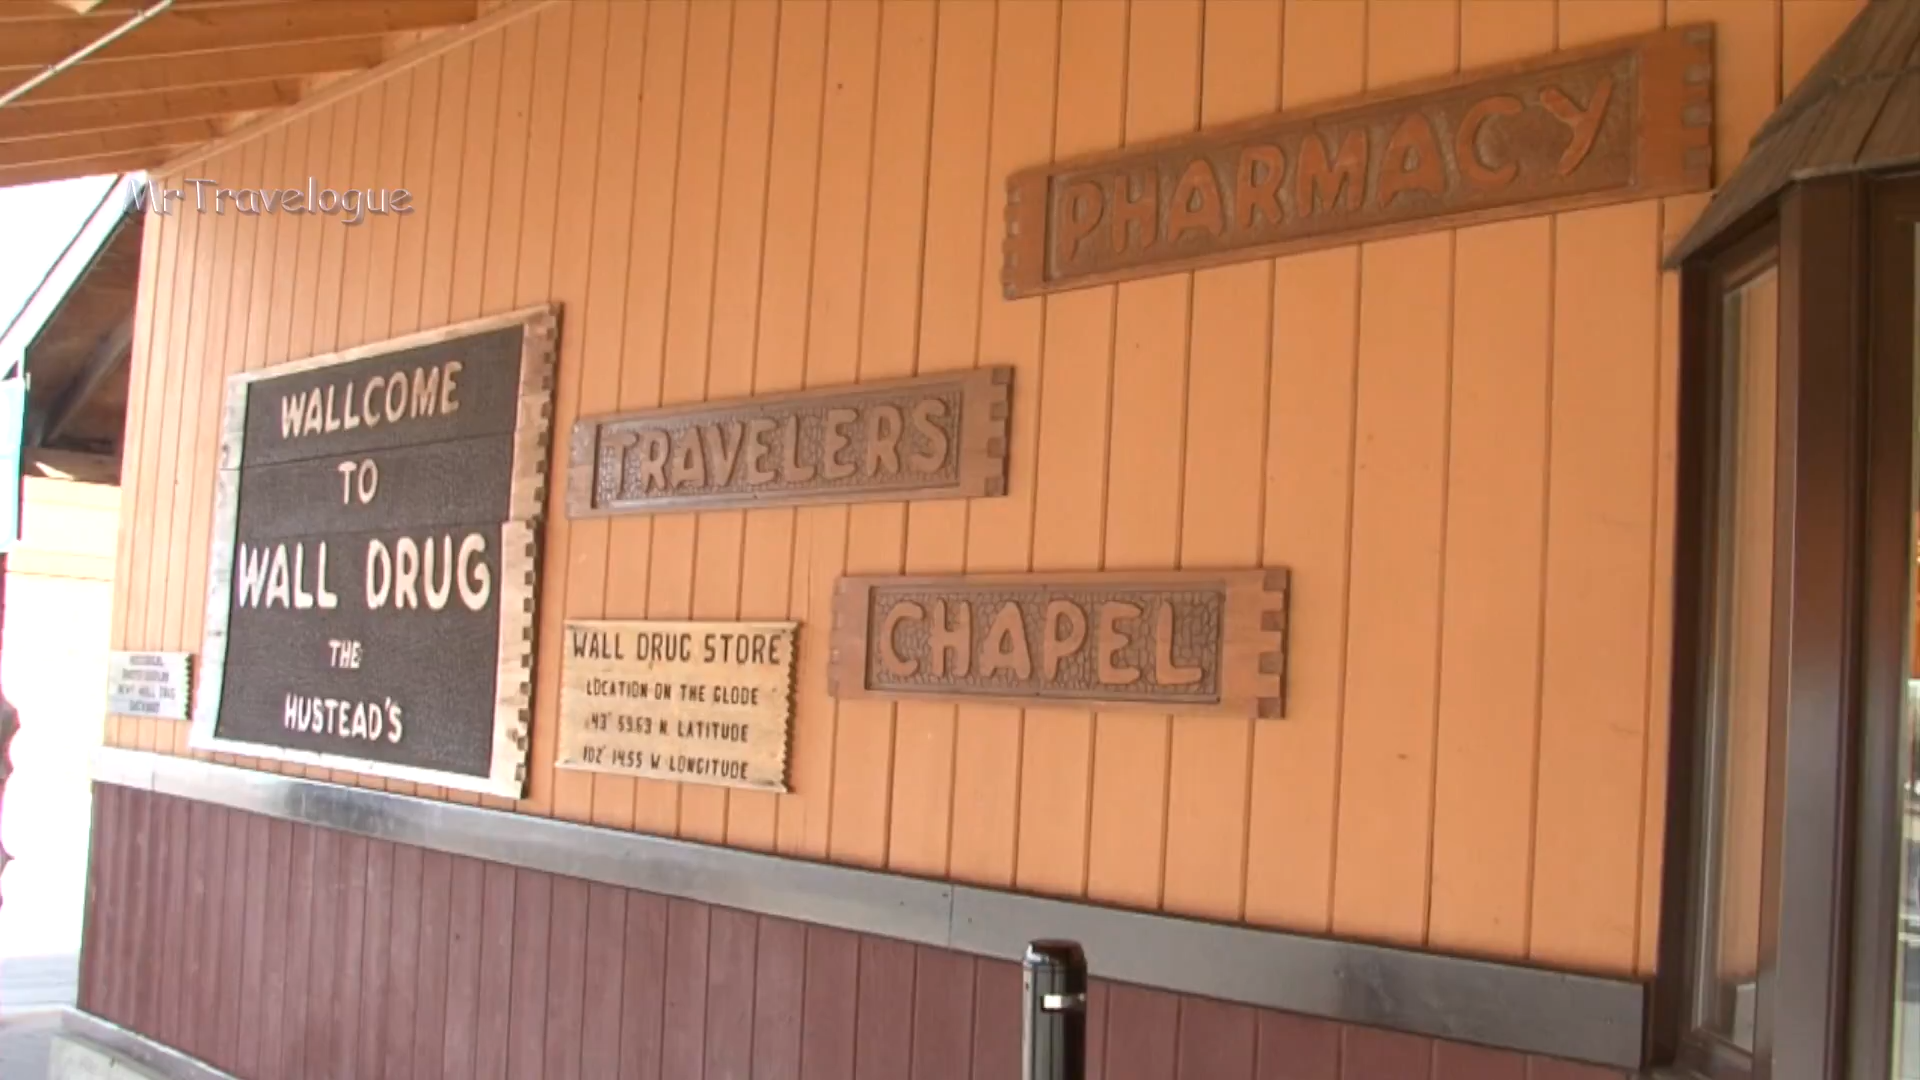 MrTravelogue
PHARMACY
WALLCOME
TO
WALL DRUG
THE
HUSTEAD'S
TRAVELERS
CHAPEL
WALL DRUG STORE
LOCATION ON THE GLOBE
43° 59.63 N. LATITUDE
102° 14.55 W LONGITUDE